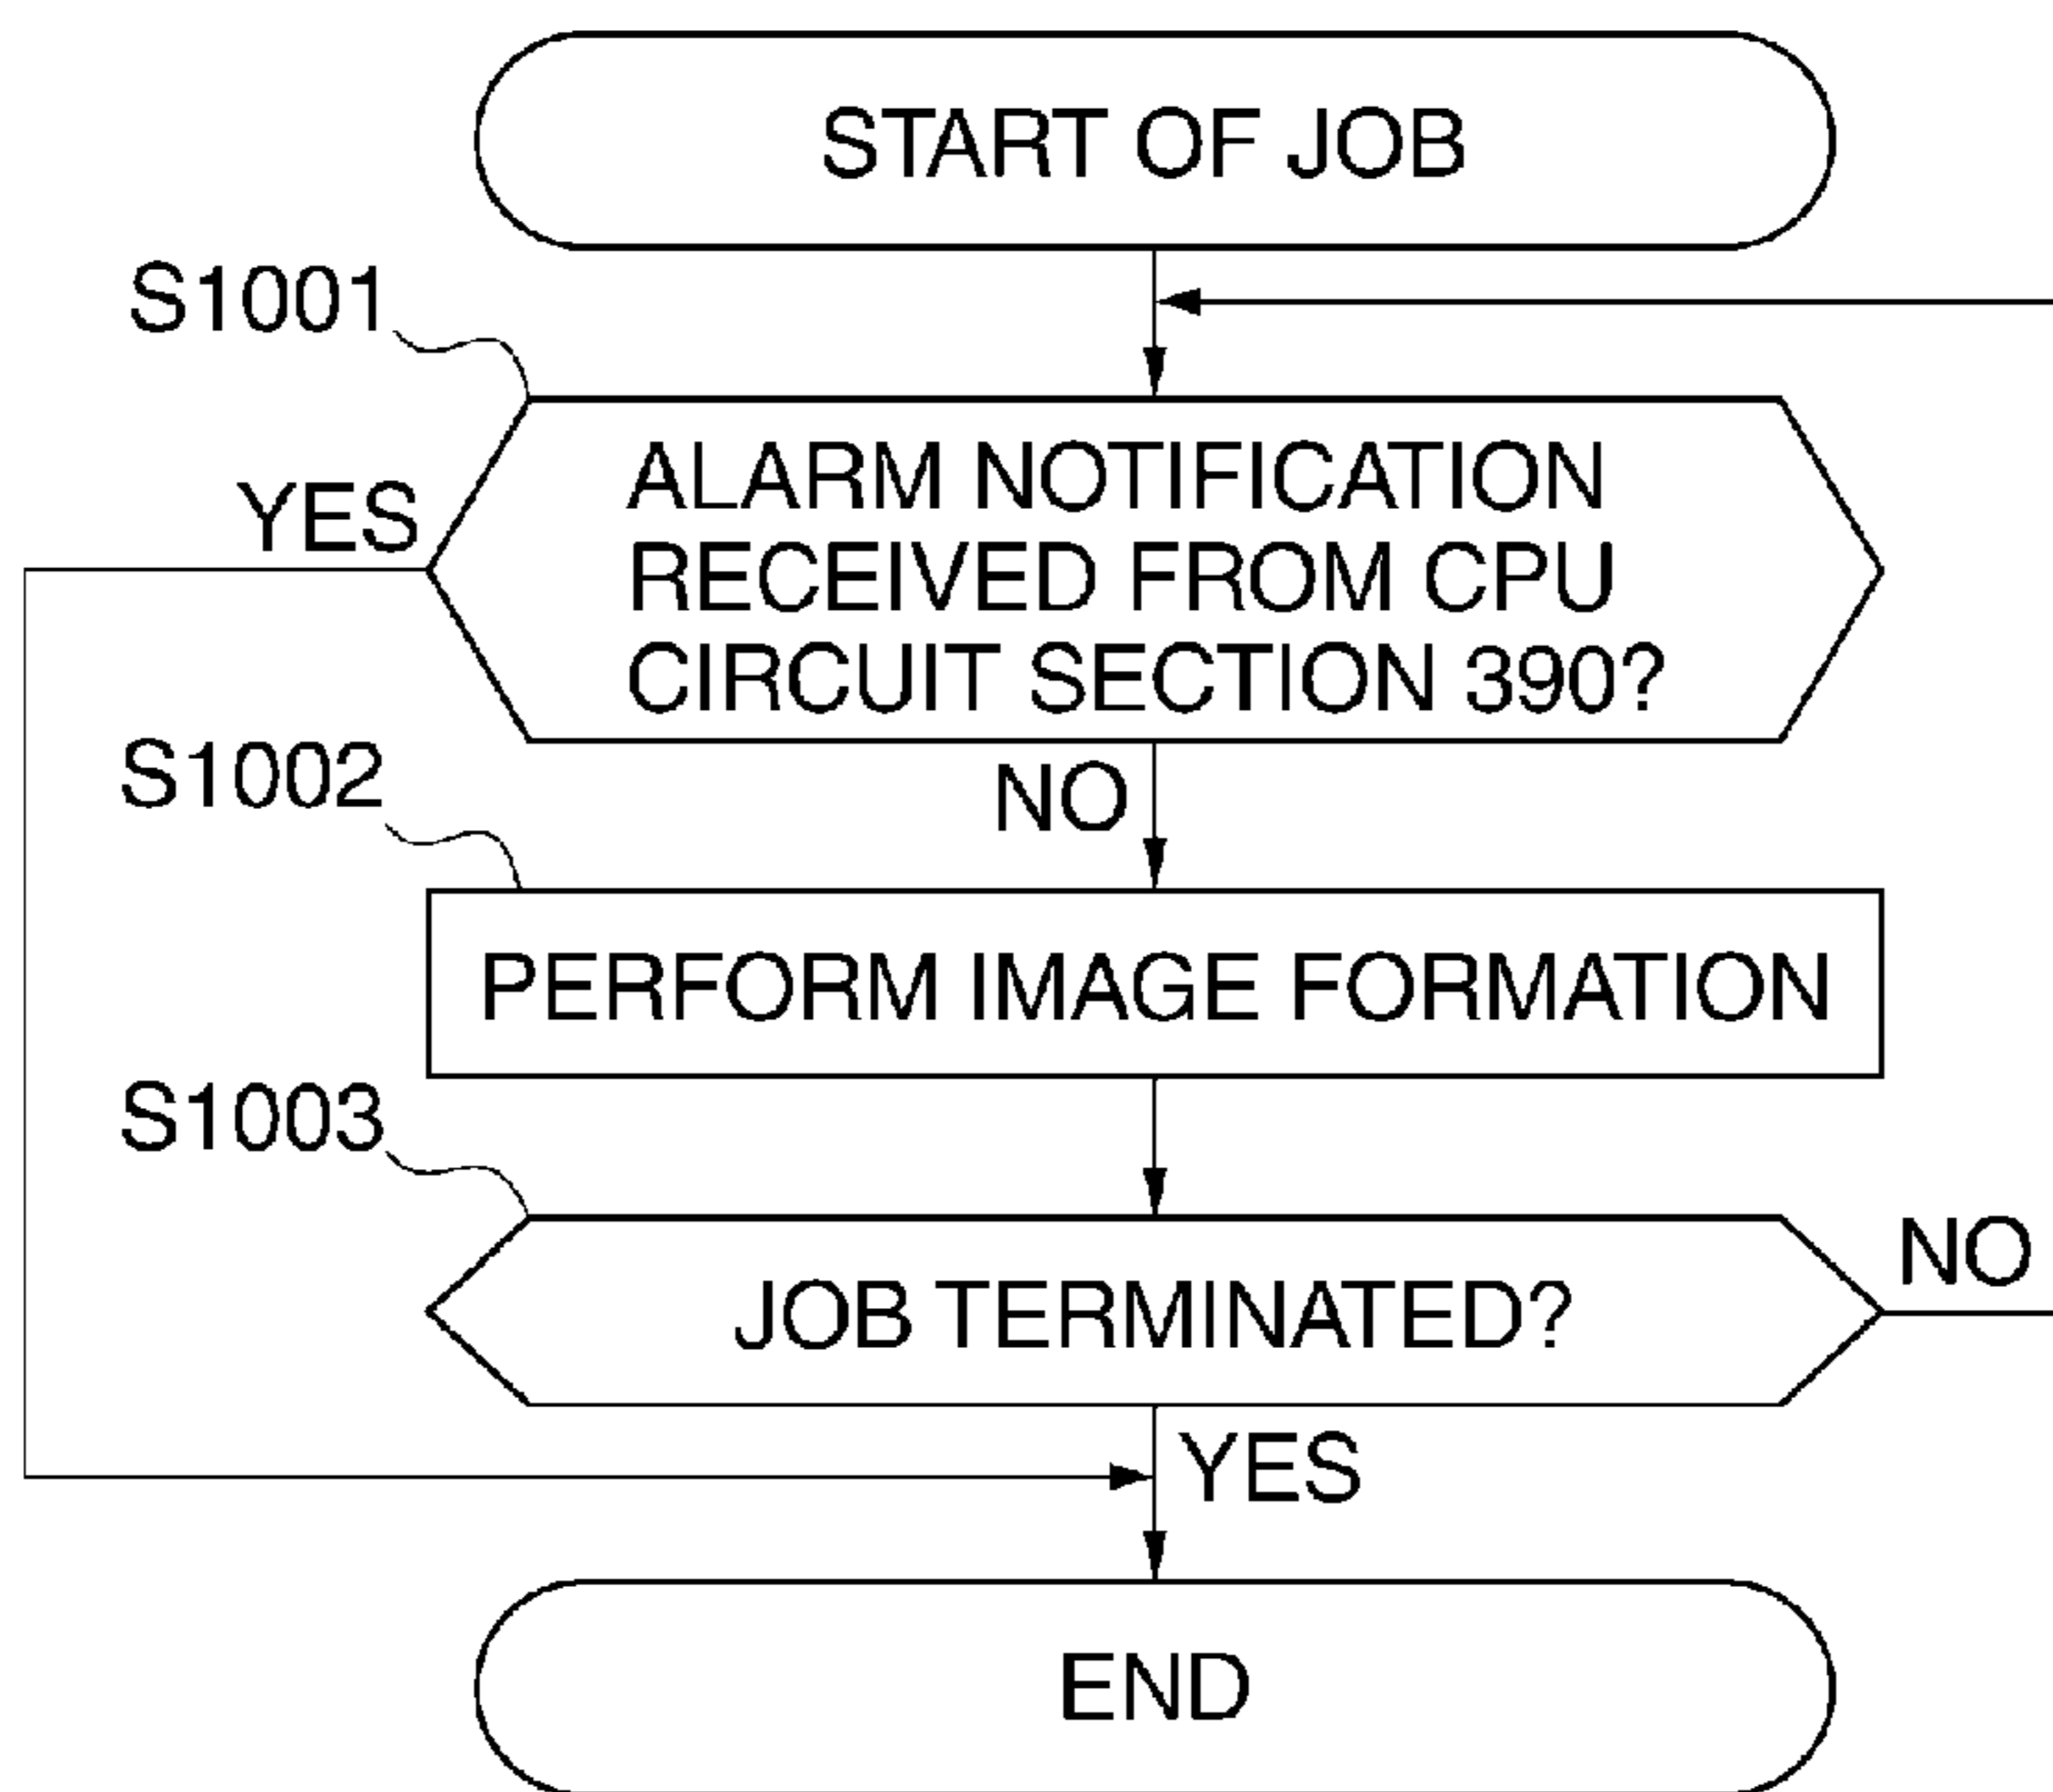 START OF JOB
S1001
YES
ALARM NOTIFICATION
RECEIVED FROM CPU
CIRCUIT SECTION 390?
NO
S1002
PERFORM IMAGE FORMATION
S1003
JOB TERMINATED?
NO
YES
END